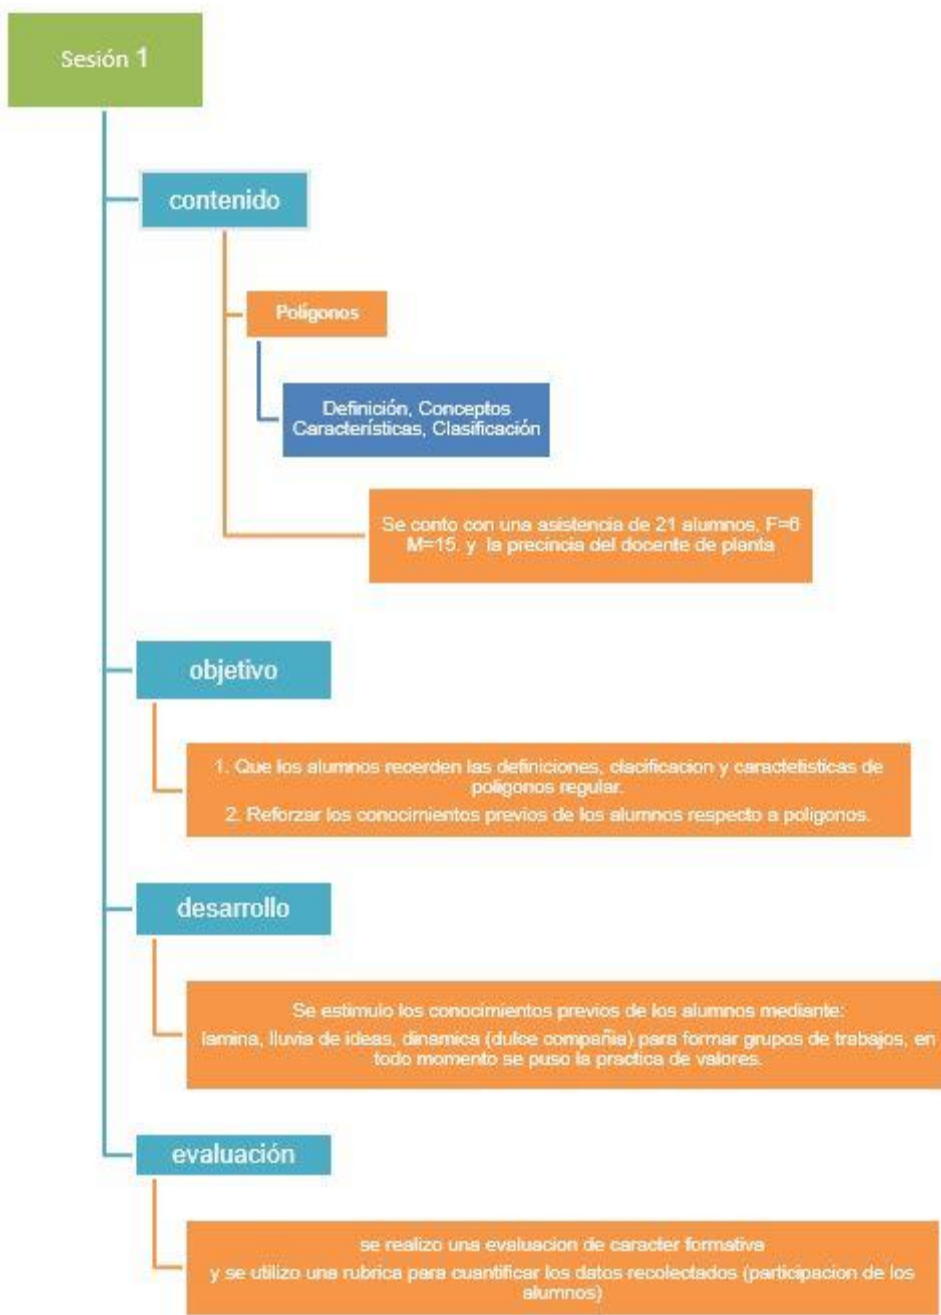 Sesión 1
contenido
Polígonos
Definición, Conceptos
Características, Clasificación
Se conto con una asistencia de 21 alumnos. F=6
M=15. y la precincia del docente de planta
objetivo
1. Que los alumnos recerden las definiciones, clacificacion y caractetisticas de
poligonos regular.
2. Reforzar los conocimientos previos de los alumnos respecto a poligonos.
desarrollo
Se estimulo los conocimientos previos de los alumnos mediante:
lamina, lluvia de ideas, dinamica (dulce compañia) para formar grupos de trabajos, en
todo momento se puso la practica de valores.
evaluación
se realizo una evaluacion de caracter formativa
y se utilizo una rubrica para cuantificar los datos recolectados (participacion de los
alumnos)